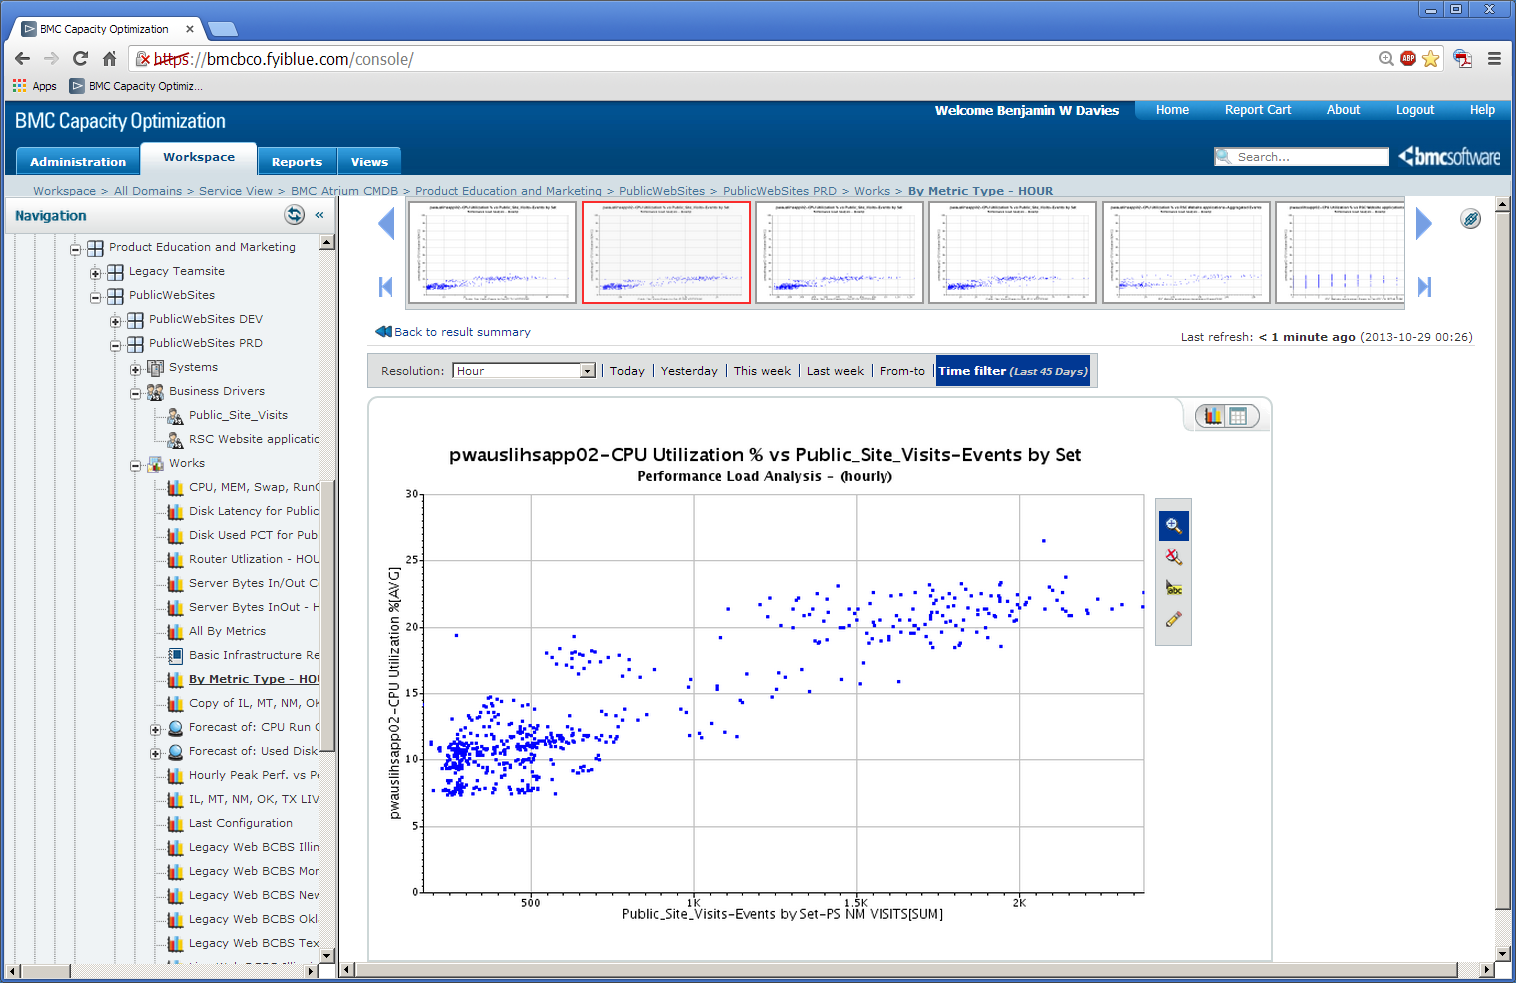 BMC Capacity Optimization
https://bmcbco.fyiblue.com/console/
ABP
Apps
BMC Capacity Optimiz...
Welcome Benjamin W Davies
Home
Report Cart
About
Logout
Help
BMC Capacity Optimization
Administration
Workspace
Reports
Views
Search...
bmcsoftware
Workspace > All Domains > Service View > BMC Atrium CMDB > Product Education and Marketing > PublicWebSites > PublicWebSites PRD > Works > By Metric Type - HOUR
Navigation
«
Product Education and Marketing
Legacy Teamsite
PublicWebSites
PublicWebSites DEV
PublicWebSites PRD
Systems
Business Drivers
Public_Site_Visits
RSC Website applicatio
Works
CPU, MEM, Swap, RunQ
Disk Latency for Public
Disk Used PCT for Pub
Router Utlization - HOU
Server Bytes In/Out C
Server Bytes InOut - H
All By Metrics
Basic Infrastructure Re
By Metric Type - HOU
Copy of IL, MT, NM, OK
Forecast of: CPU Run Q
Forecast of: Used Disk
Hourly Peak Perf. vs P
IL, MT, NM, OK, TX LIV
Last Configuration
Legacy Web BCBS Illin
Legacy Web BCBS Mon
Legacy Web BCBS New
Legacy Web BCBS Okl
Legacy Web BCBS Tex
Back to result summary
Last refresh: < 1 minute ago (2013-10-29 00:26)
Resolution:
Hour
Today
Yesterday
This week
Last week
From-to
Time filter (Last 45 Days)
pwauslihsapp02-CPU Utilization % vs Public_Site_Visits-Events by Set
Performance Load Analysis - (hourly)
pwauslihsapp02-CPU Utilization %[AVG]
30
25
20
15
10
5
0
500
1K
1.5K
2K
Public_Site_Visits-Events by Set-PS NM VISITS[SUM]
abc